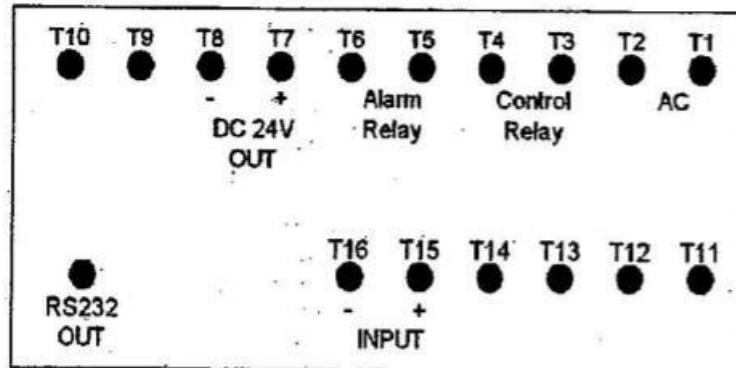 T10 T9 T8 T7 T6 T5 T4 T3 T2 T1
- + Alarm Control AC
DC 24V Relay Relay
OUT
T16 T15 T14 T13 T12 T11
RS232 - +
OUT INPUT